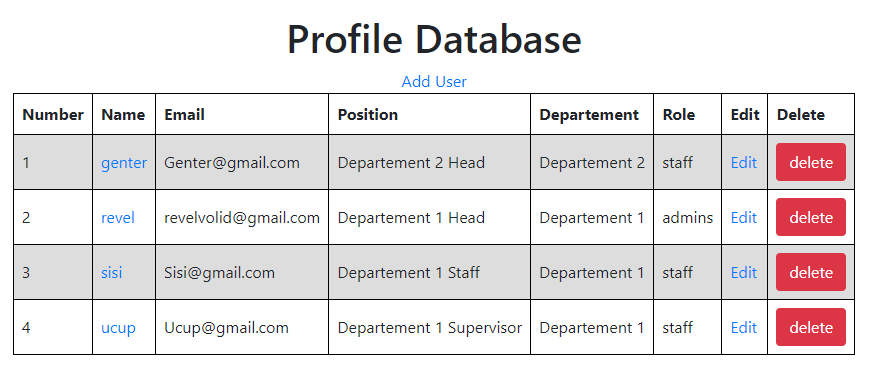 Profile Database
Add User
Number Name Email Position Departement Role Edit Delete
1 genter Genter@gmail.com Departement 2 Head Departement 2 staff Edit delete
2 revel revelvolid@gmail.com Departement 1 Head Departement 1 admins Edit delete
3 sisi Sisi@gmail.com Departement 1 Staff Departement 1 staff Edit delete
4 ucup Ucup@gmail.com Departement 1 Supervisor Departement 1 staff Edit delete